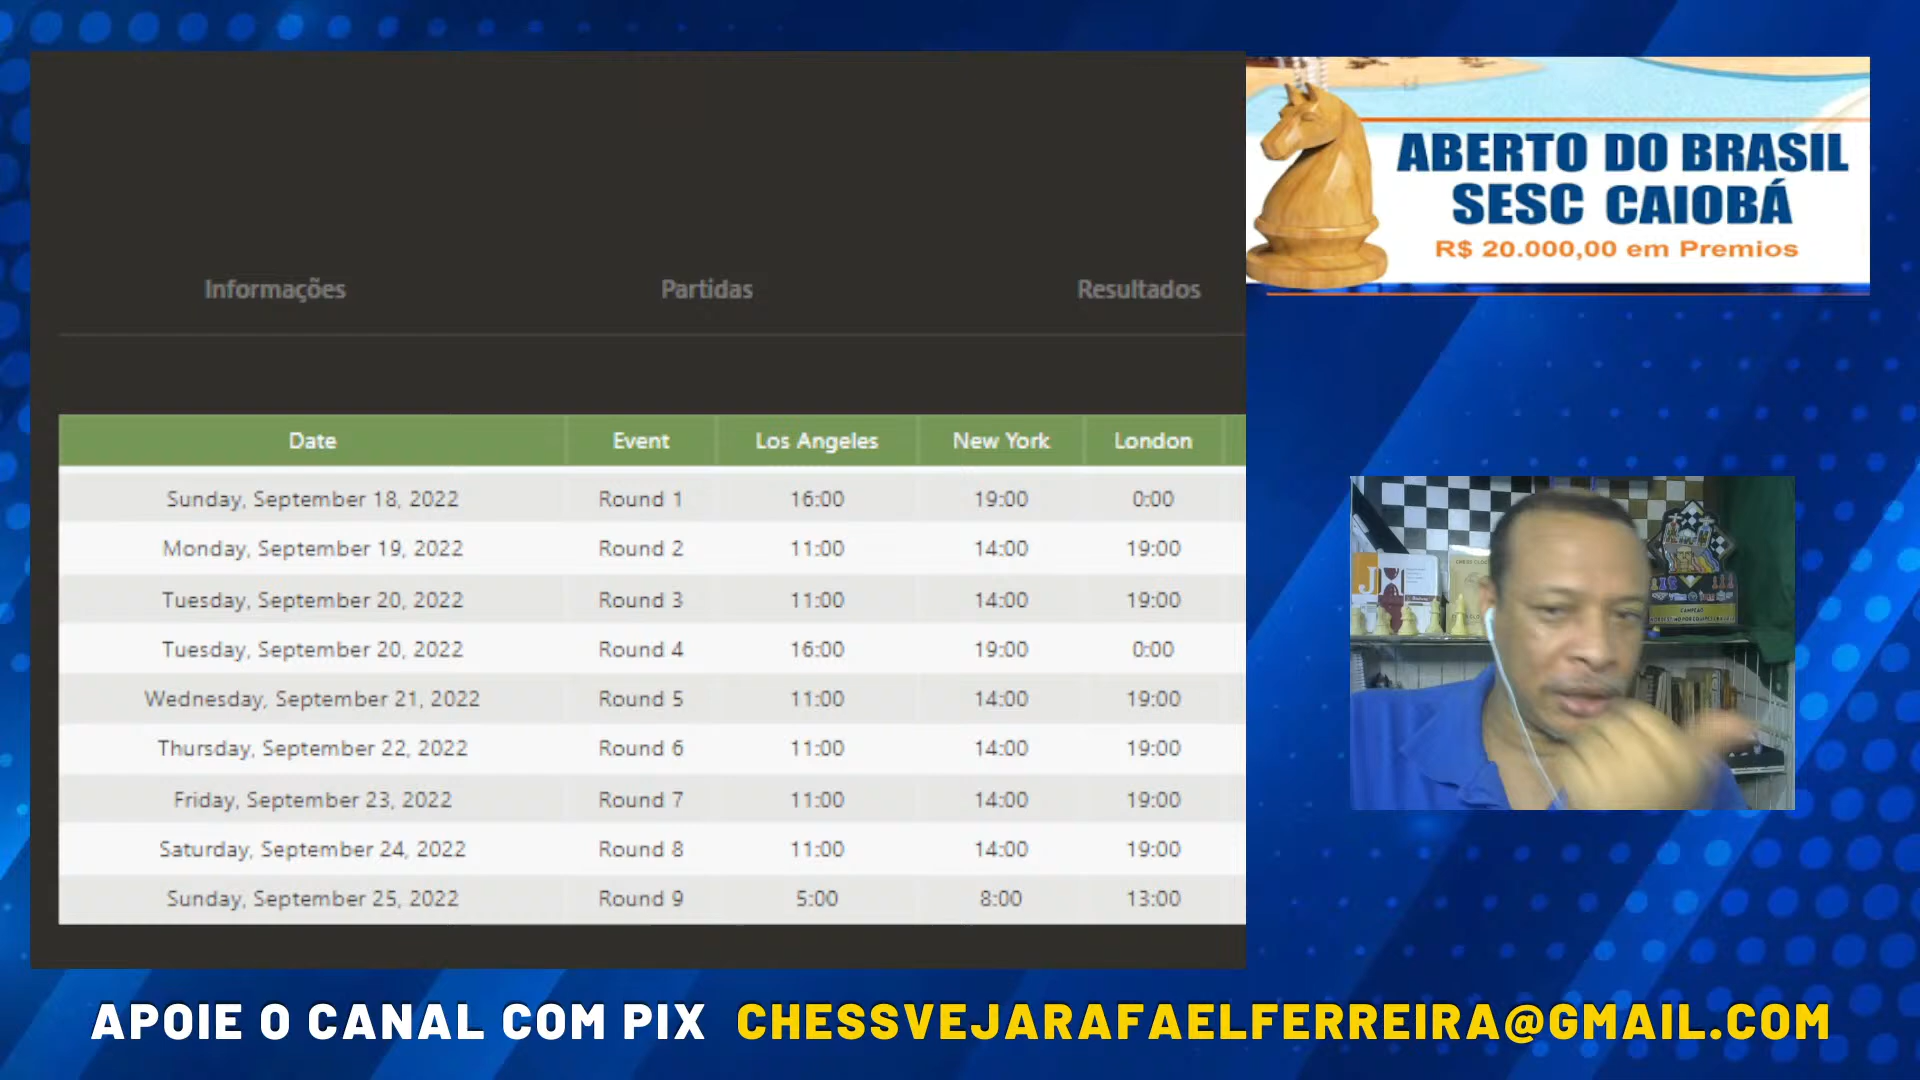 ABERTO DO BRASIL
SESC CAIOBÁ
R$ 20.000,00 em Premios
Informações Partidas Resultados
Date Event Los Angeles New York London
Sunday, September 18, 2022 Round 1 16:00 19:00 0:00
Monday, September 19, 2022 Round 2 11:00 14:00 19:00
Tuesday, September 20, 2022 Round 3 11:00 14:00 19:00
Tuesday, September 20, 2022 Round 4 16:00 19:00 0:00
Wednesday, September 21, 2022 Round 5 11:00 14:00 19:00
Thursday, September 22, 2022 Round 6 11:00 14:00 19:00
Friday, September 23, 2022 Round 7 11:00 14:00 19:00
Saturday, September 24, 2022 Round 8 11:00 14:00 19:00
Sunday, September 25, 2022 Round 9 5:00 8:00 13:00
CAMPEÃO
APOIE O CANAL COM PIX CHESSVEJARAFAELFERREIRA@GMAIL.COM